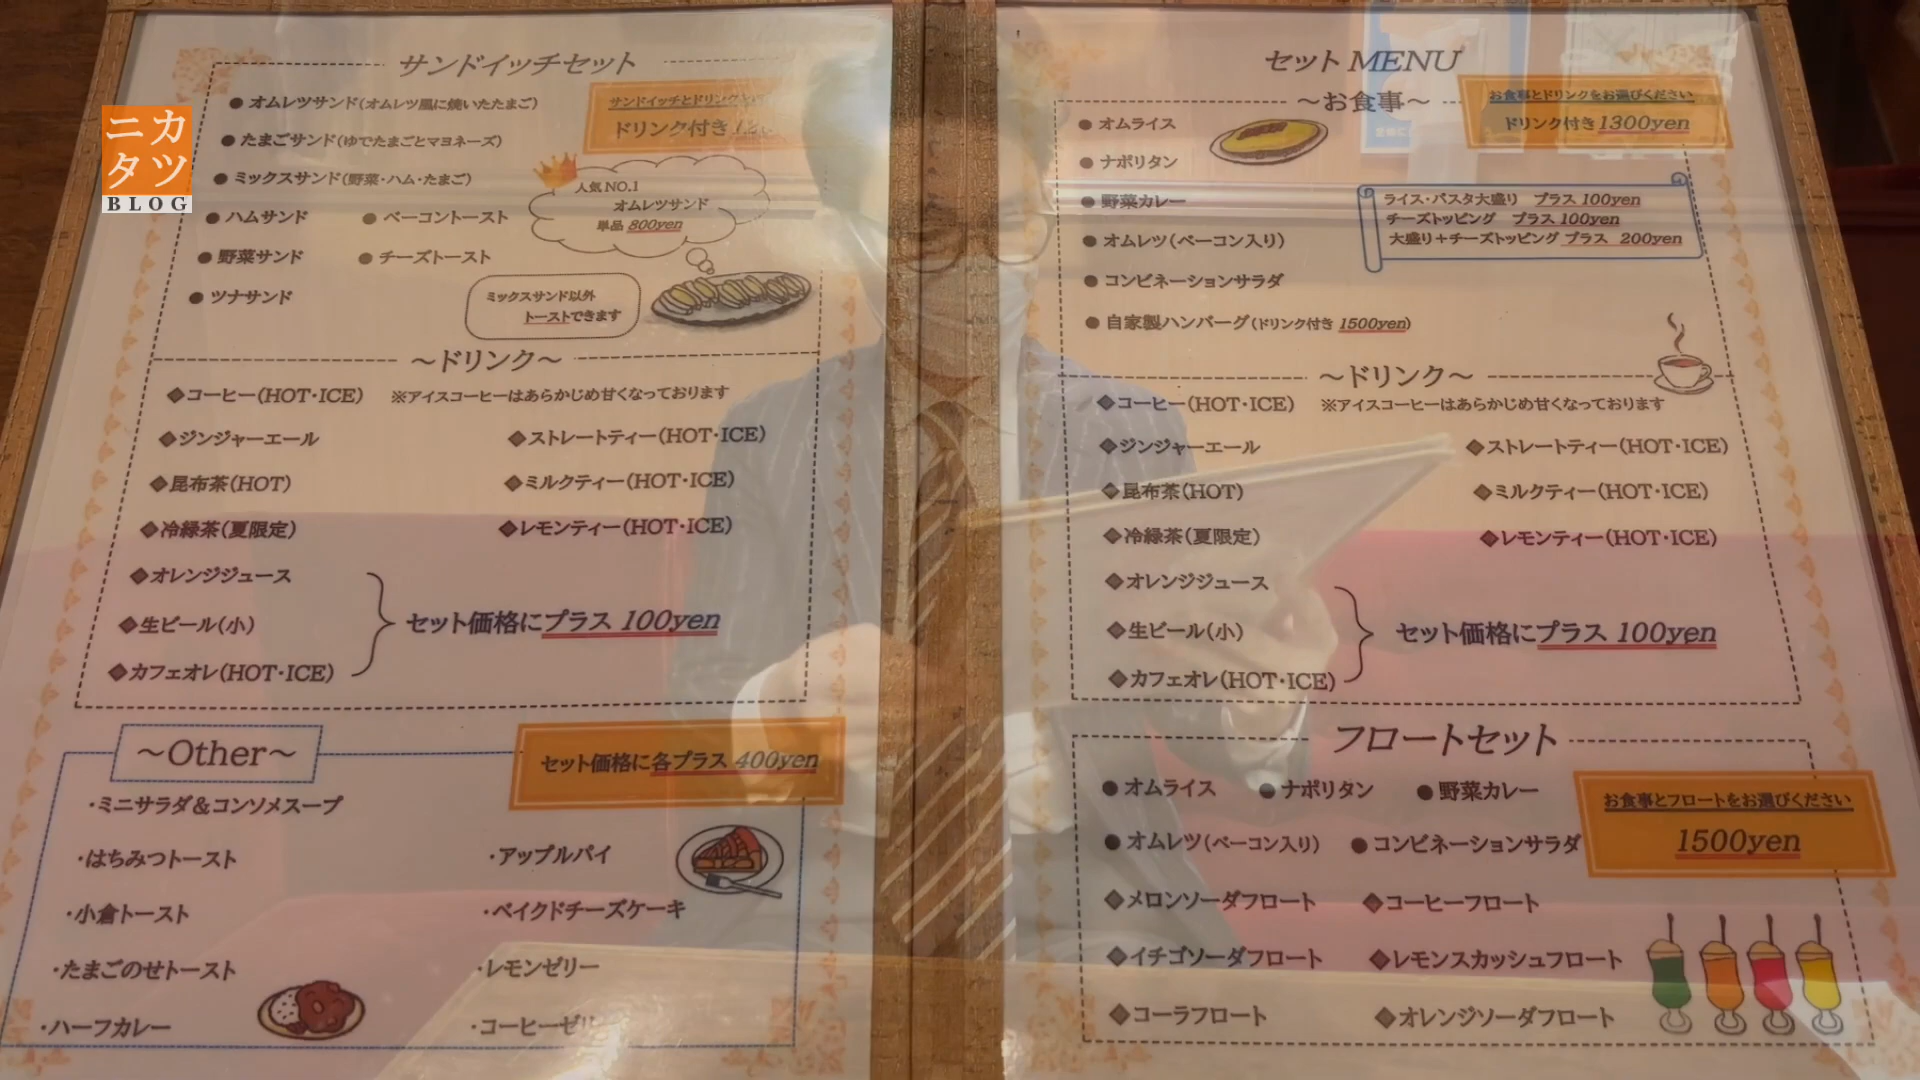 ニカ
タツ
BLOG
サンドイッチセット
● オムレツサンド(オムレツ風に焼いたたまご)
● たまごサンド(ゆでたまごとマヨネーズ)
● ミックスサンド(野菜・ハム・たまご)
● ハムサンド ● ベーコントースト
● 野菜サンド ● チーズトースト
● ツナサンド
サンドイッチとドリンク
ドリンク付き
人気NO.1
オムレツサンド
単品 800yen
ミックスサンド以外
トーストできます
～ドリンク～
◆コーヒー(HOT・ICE) ※アイスコーヒーはあらかじめ甘くなっております
◆ジンジャーエール ◆ストレートティー(HOT・ICE)
◆昆布茶(HOT) ◆ミルクティー(HOT・ICE)
◆冷緑茶(夏限定) ◆レモンティー(HOT・ICE)
◆オレンジジュース
◆生ビール(小)
◆カフェオレ(HOT・ICE)
セット価格にプラス 100yen
～Other～
セット価格に各プラス 400yen
・ミニサラダ&コンソメスープ
・はちみつトースト ・アップルパイ
・小倉トースト ・ベイクドチーズケーキ
・たまごのせトースト ・レモンゼリー
・ハーフカレー ・コーヒーゼリ
セット MENU
～お食事～
お食事とドリンクをお選びください
ドリンク付き 1300yen
● オムライス
● ナポリタン
● 野菜カレー
● オムレツ(ベーコン入り)
● コンビネーションサラダ
● 自家製ハンバーグ(ドリンク付き 1500yen)
ライス・パスタ大盛り プラス 100yen
チーズトッピング プラス 100yen
大盛り＋チーズトッピング プラス 200yen
～ドリンク～
◆コーヒー(HOT・ICE) ※アイスコーヒーはあらかじめ甘くなっております
◆ジンジャーエール ◆ストレートティー(HOT・ICE)
◆昆布茶(HOT) ◆ミルクティー(HOT・ICE)
◆冷緑茶(夏限定) ◆レモンティー(HOT・ICE)
◆オレンジジュース
◆生ビール(小)
◆カフェオレ(HOT・ICE)
セット価格にプラス 100yen
フロートセット
● オムライス ● ナポリタン ● 野菜カレー
● オムレツ(ベーコン入り) ● コンビネーションサラダ
お食事とフロートをお選びください
1500yen
◆メロンソーダフロート ◆コーヒーフロート
◆イチゴソーダフロート ◆レモンスカッシュフロート
◆コーラフロート ◆オレンジソーダフロート